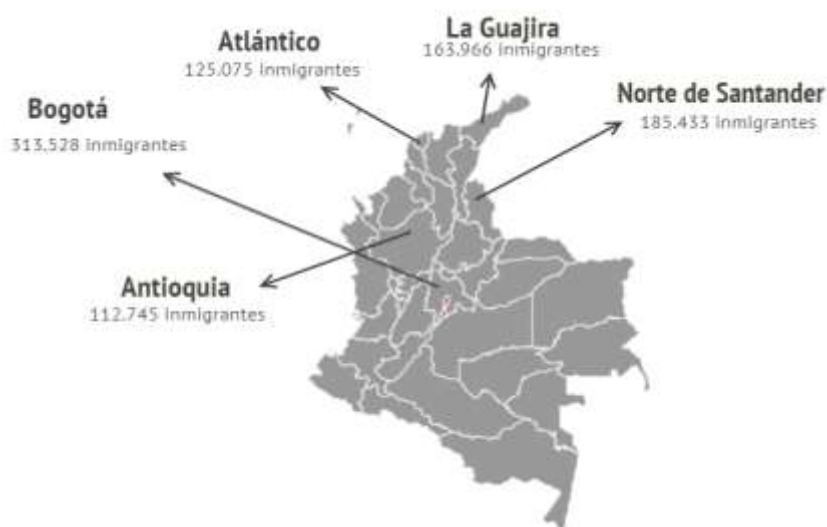 La Guajira
163.966 inmigrantes
Atlántico
125.075 inmigrantes
Norte de Santander
185.433 inmigrantes
Bogotá
313.528 inmigrantes
Antioquia
112.745 inmigrantes